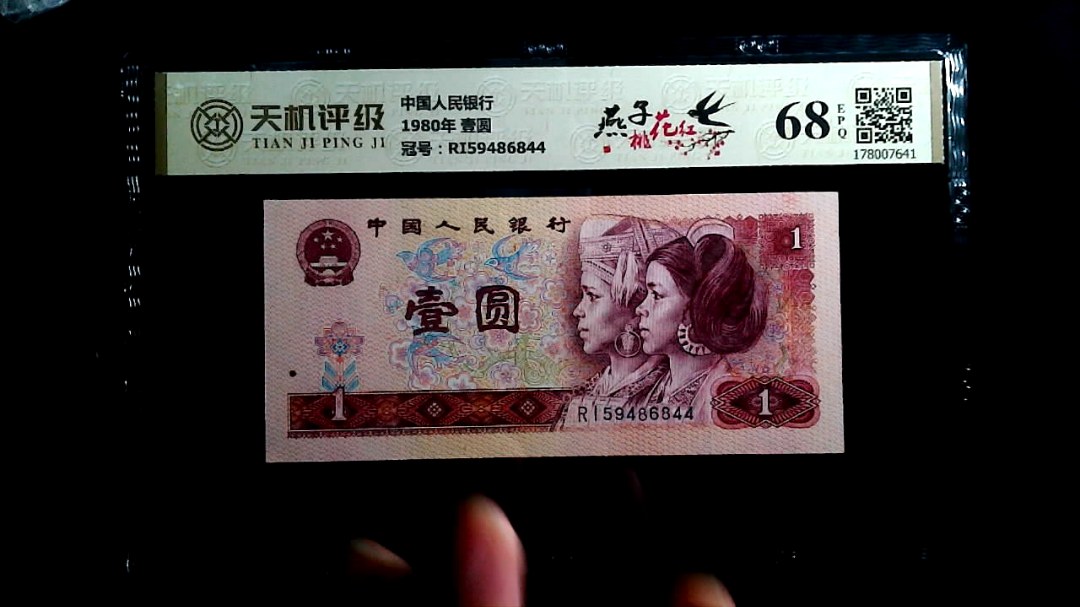 天机评级
TIAN JI PING JI
中国人民银行
1980年 壹圆
冠号：RI59486844
燕子
桃花红
68
EPQ
178007641
中国人民银行
1
壹圆
1
RI59486844
1